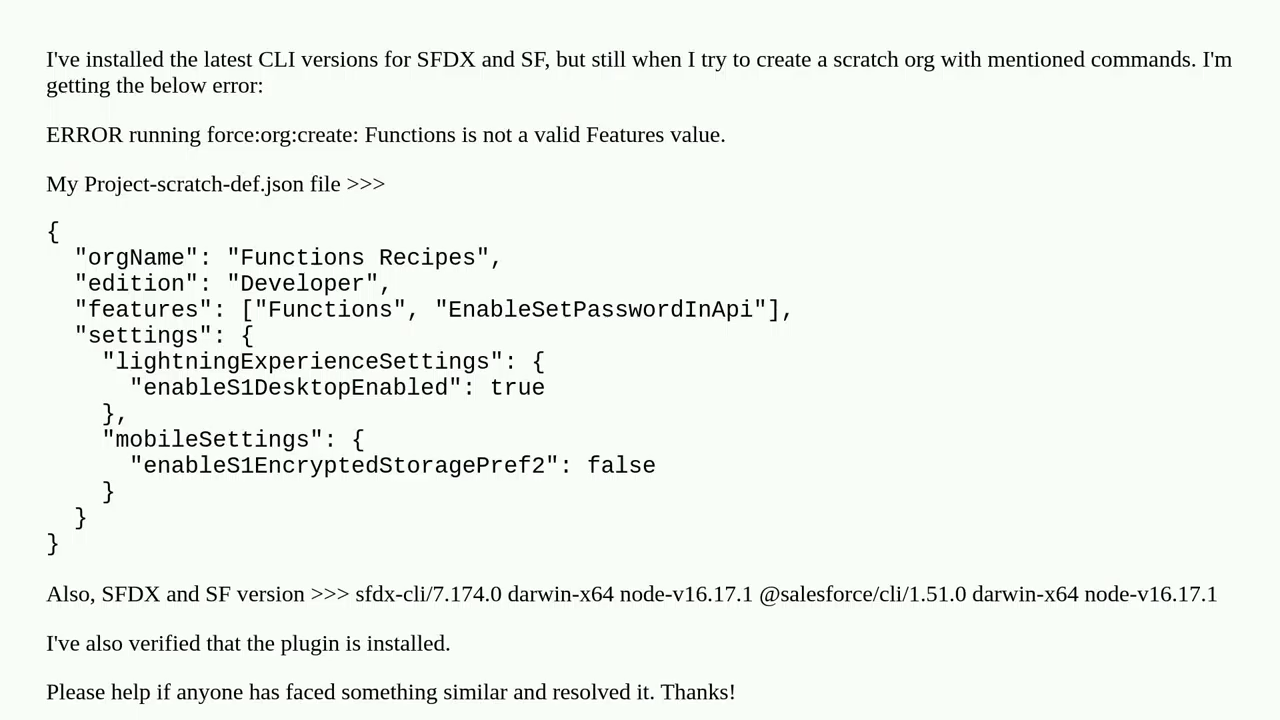 I've installed the latest CLI versions for SFDX and SF, but still when I try to create a scratch org with mentioned commands. I'm
getting the below error:
ERROR running force:org:create: Functions is not a valid Features value.
My Project-scratch-def.json file >>>
{
  "orgName": "Functions Recipes",
  "edition": "Developer",
  "features": ["Functions", "EnableSetPasswordInApi"],
  "settings": {
    "lightningExperienceSettings": {
      "enableS1DesktopEnabled": true
    },
    "mobileSettings": {
      "enableS1EncryptedStoragePref2": false
    }
  }
}
Also, SFDX and SF version >>> sfdx-cli/7.174.0 darwin-x64 node-v16.17.1 @salesforce/cli/1.51.0 darwin-x64 node-v16.17.1
I've also verified that the plugin is installed.
Please help if anyone has faced something similar and resolved it. Thanks!